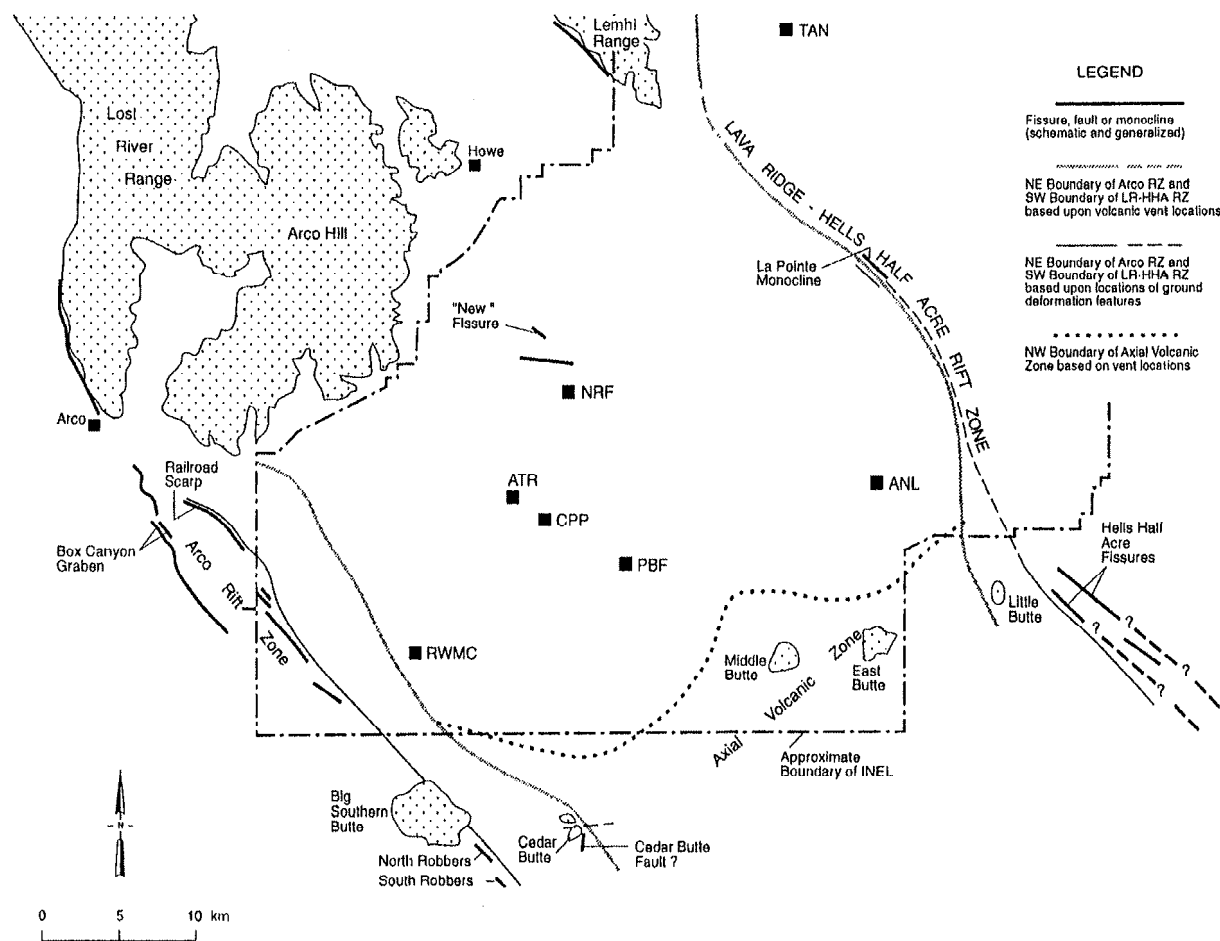 Lemhi
Range
TAN
LEGEND
Fissure, fault or monocline
(schematic and generalized)
NE Boundary of Arco RZ and
SW Boundary of LR-HHA RZ
based upon volcanic vent locations
NE Boundary of Arco RZ and
SW Boundary of LR-HHA RZ
based upon locations of ground
deformation features
NW Boundary of Axial Volcanic
Zone based on vent locations
Lost
River
Range
Howe
Arco Hill
LAVA RIDGE - HELLS HALF ACRE RIFT ZONE
La Pointe
Monocline
"New "
Fissure
NRF
Arco
Railroad
Scarp
ATR
CPP
ANL
Box Canyon
Graben
Arco
Rift
Zone
PBF
Hells Half
Acre
Fissures
Little
Butte
?
?
?
?
RWMC
Middle
Butte
East
Butte
Axial
Volcanic
Zone
Approximate
Boundary of INEL
N
Big
Southern
Butte
Cedar
Butte
Cedar Butte
Fault ?
North Robbers
South Robbers
0 5 10 km